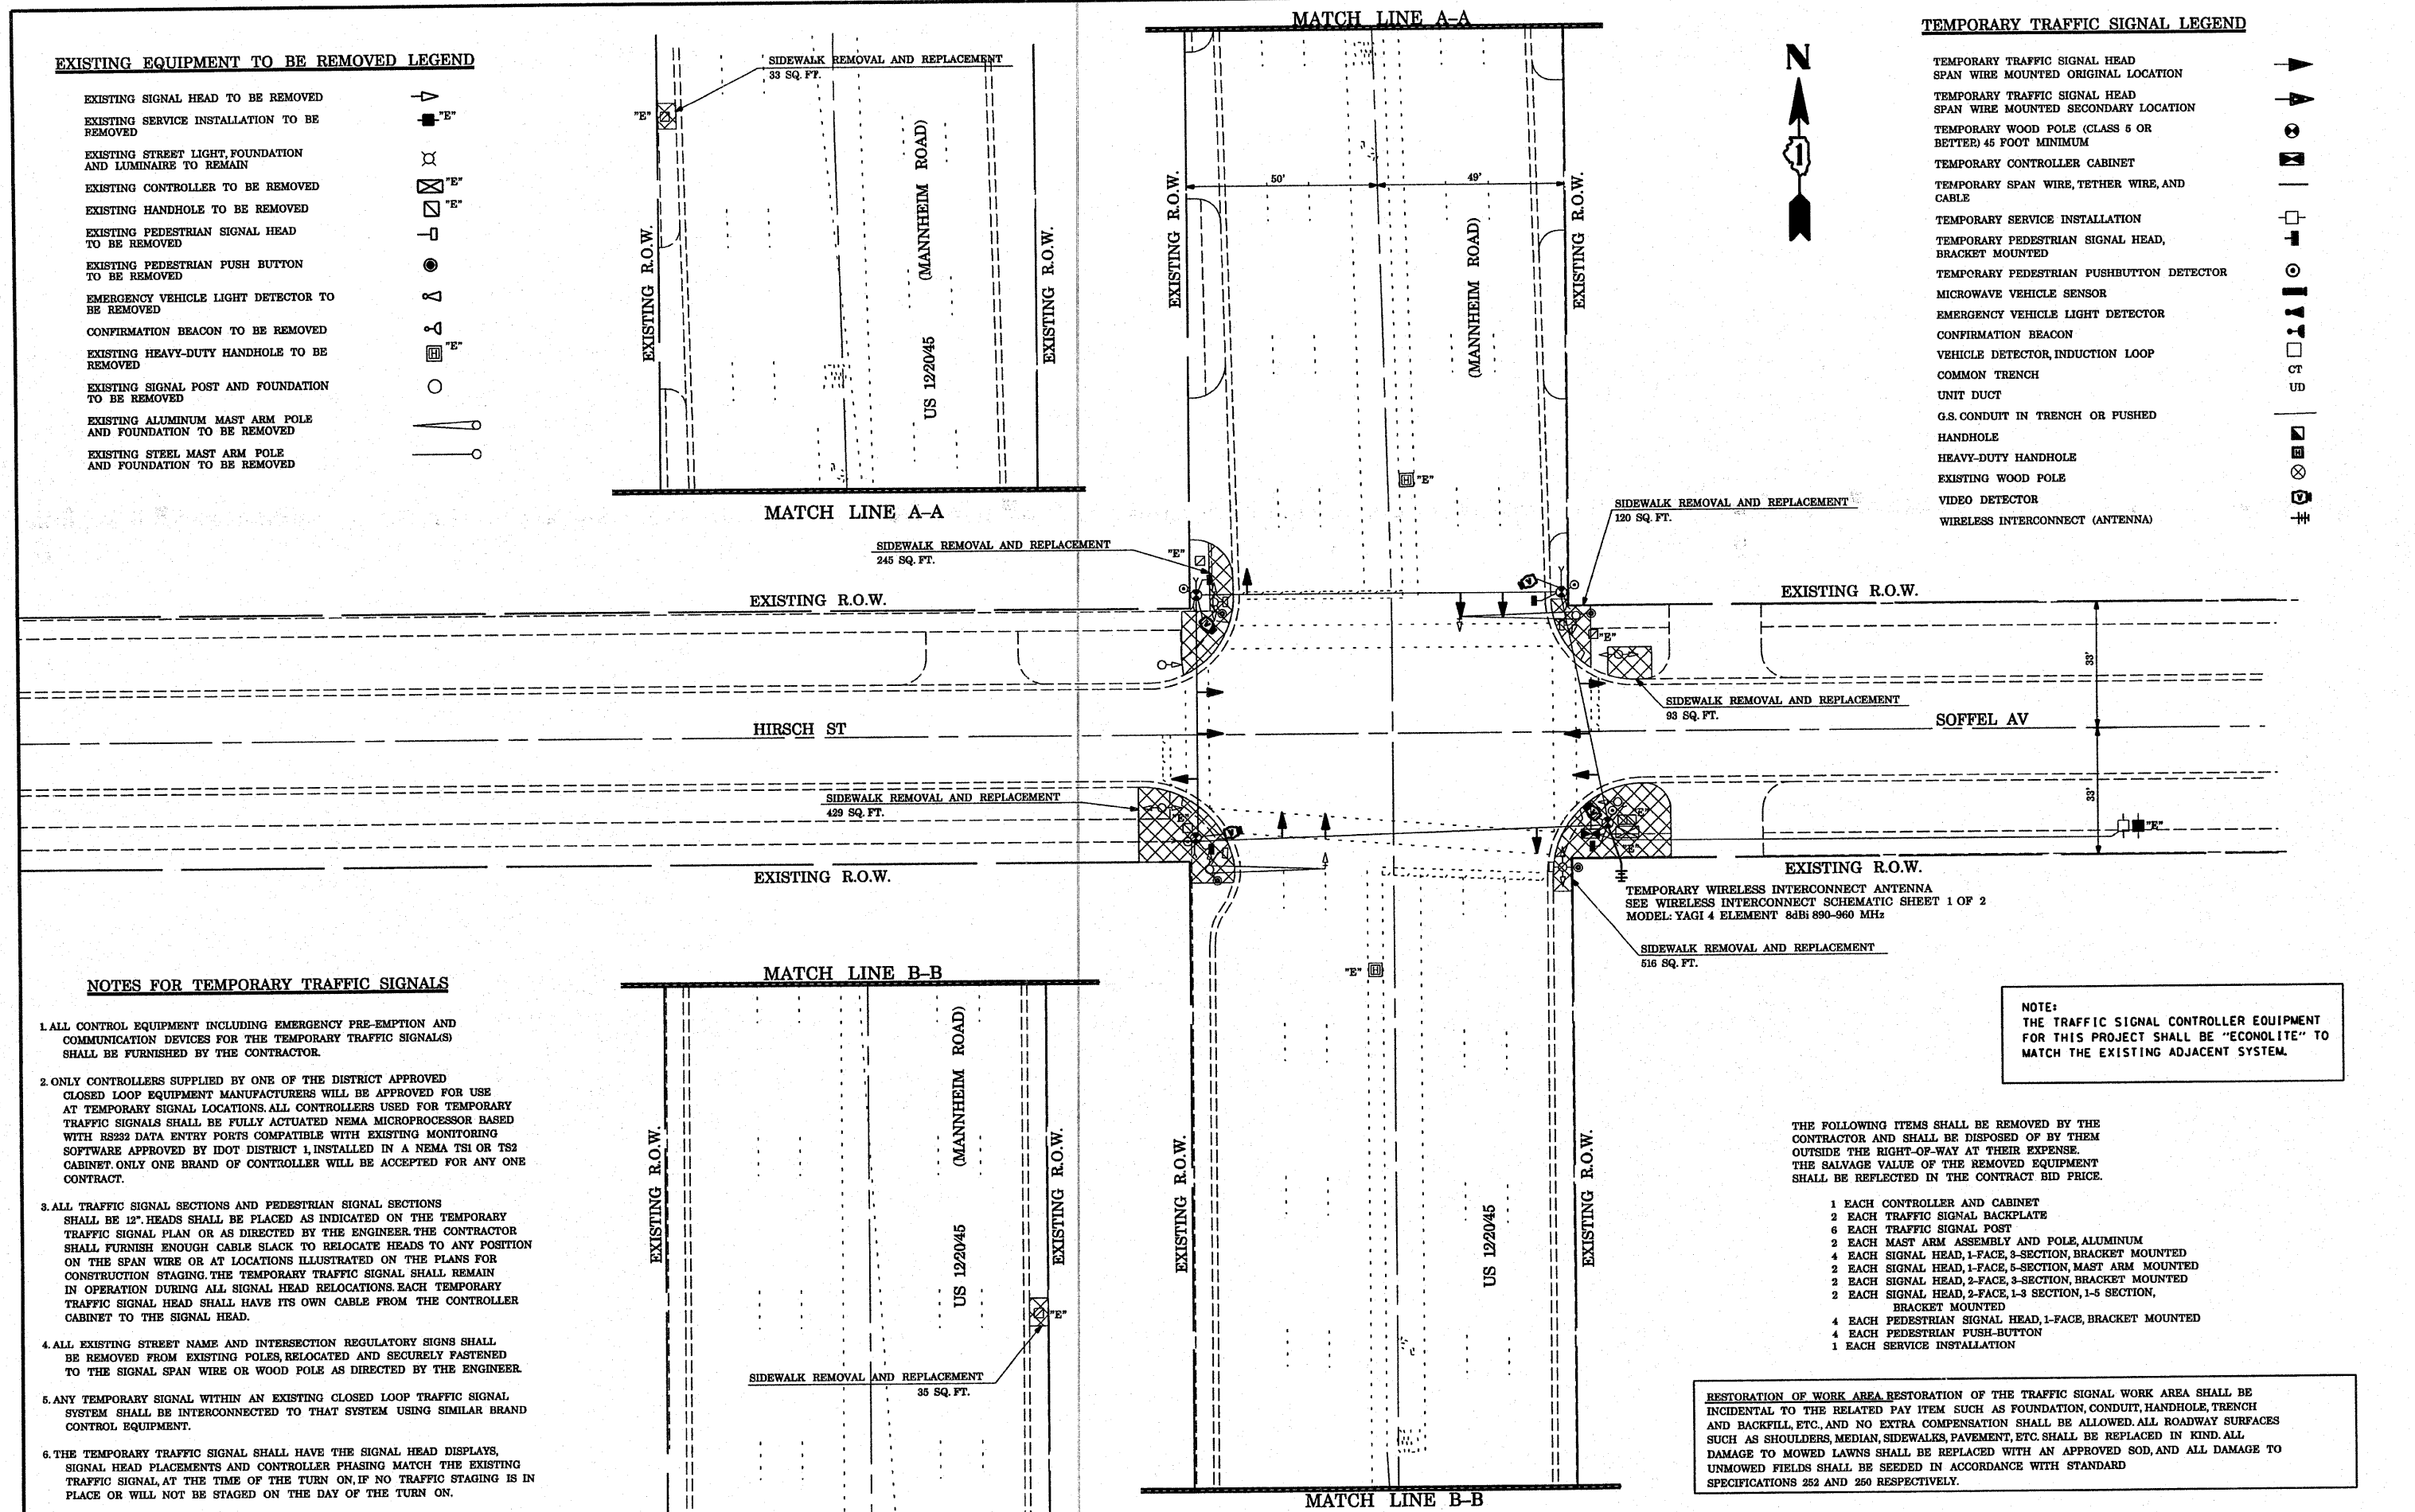 EXISTING EQUIPMENT TO BE REMOVED LEGEND
EXISTING SIGNAL HEAD TO BE REMOVED
EXISTING SERVICE INSTALLATION TO BE
REMOVED
"E"
EXISTING STREET LIGHT, FOUNDATION
AND LUMINAIRE TO REMAIN
EXISTING CONTROLLER TO BE REMOVED
"E"
EXISTING HANDHOLE TO BE REMOVED
"E"
EXISTING PEDESTRIAN SIGNAL HEAD
TO BE REMOVED
EXISTING PEDESTRIAN PUSH BUTTON
TO BE REMOVED
EMERGENCY VEHICLE LIGHT DETECTOR TO
BE REMOVED
CONFIRMATION BEACON TO BE REMOVED
EXISTING HEAVY-DUTY HANDHOLE TO BE
REMOVED
H "E"
EXISTING SIGNAL POST AND FOUNDATION
TO BE REMOVED
EXISTING ALUMINUM MAST ARM POLE
AND FOUNDATION TO BE REMOVED
EXISTING STEEL MAST ARM POLE
AND FOUNDATION TO BE REMOVED
SIDEWALK REMOVAL AND REPLACEMENT
33 SQ. FT.
"E"
EXISTING R.O.W.
US 12/20/45 (MANNHEIM ROAD)
EXISTING R.O.W.
MATCH LINE A-A
MATCH LINE A-A
50'
49'
EXISTING R.O.W.
(MANNHEIM ROAD)
EXISTING R.O.W.
N
1
H "E"
TEMPORARY TRAFFIC SIGNAL LEGEND
TEMPORARY TRAFFIC SIGNAL HEAD
SPAN WIRE MOUNTED ORIGINAL LOCATION
TEMPORARY TRAFFIC SIGNAL HEAD
SPAN WIRE MOUNTED SECONDARY LOCATION
TEMPORARY WOOD POLE (CLASS 5 OR
BETTER) 45 FOOT MINIMUM
TEMPORARY CONTROLLER CABINET
TEMPORARY SPAN WIRE, TETHER WIRE, AND
CABLE
TEMPORARY SERVICE INSTALLATION
TEMPORARY PEDESTRIAN SIGNAL HEAD,
BRACKET MOUNTED
TEMPORARY PEDESTRIAN PUSHBUTTON DETECTOR
MICROWAVE VEHICLE SENSOR
EMERGENCY VEHICLE LIGHT DETECTOR
CONFIRMATION BEACON
VEHICLE DETECTOR, INDUCTION LOOP
COMMON TRENCH
CT
UNIT DUCT
UD
G.S. CONDUIT IN TRENCH OR PUSHED
HANDHOLE
HEAVY-DUTY HANDHOLE
H
EXISTING WOOD POLE
VIDEO DETECTOR
V
WIRELESS INTERCONNECT (ANTENNA)
SIDEWALK REMOVAL AND REPLACEMENT
245 SQ. FT.
"E"
SIDEWALK REMOVAL AND REPLACEMENT
120 SQ. FT.
V
EXISTING R.O.W.
EXISTING R.O.W.
"E"
33'
SIDEWALK REMOVAL AND REPLACEMENT
93 SQ. FT.
HIRSCH ST
SOFFEL AV
33'
SIDEWALK REMOVAL AND REPLACEMENT
429 SQ. FT.
"E"
V
"E"
"E"
"E"
EXISTING R.O.W.
EXISTING R.O.W.
TEMPORARY WIRELESS INTERCONNECT ANTENNA
SEE WIRELESS INTERCONNECT SCHEMATIC SHEET 1 OF 2
MODEL: YAGI 4 ELEMENT 8dBi 890-960 MHz
SIDEWALK REMOVAL AND REPLACEMENT
516 SQ. FT.
"E" H
EXISTING R.O.W.
US 12/20/45
EXISTING R.O.W.
MATCH LINE B-B
MATCH LINE B-B
EXISTING R.O.W.
US 12/20/45 (MANNHEIM ROAD)
EXISTING R.O.W.
"E"
SIDEWALK REMOVAL AND REPLACEMENT
35 SQ. FT.
NOTES FOR TEMPORARY TRAFFIC SIGNALS
1. ALL CONTROL EQUIPMENT INCLUDING EMERGENCY PRE-EMPTION AND
COMMUNICATION DEVICES FOR THE TEMPORARY TRAFFIC SIGNAL(S)
SHALL BE FURNISHED BY THE CONTRACTOR.
2. ONLY CONTROLLERS SUPPLIED BY ONE OF THE DISTRICT APPROVED
CLOSED LOOP EQUIPMENT MANUFACTURERS WILL BE APPROVED FOR USE
AT TEMPORARY SIGNAL LOCATIONS. ALL CONTROLLERS USED FOR TEMPORARY
TRAFFIC SIGNALS SHALL BE FULLY ACTUATED NEMA MICROPROCESSOR BASED
WITH RS232 DATA ENTRY PORTS COMPATIBLE WITH EXISTING MONITORING
SOFTWARE APPROVED BY IDOT DISTRICT 1, INSTALLED IN A NEMA TS1 OR TS2
CABINET. ONLY ONE BRAND OF CONTROLLER WILL BE ACCEPTED FOR ANY ONE
CONTRACT.
3. ALL TRAFFIC SIGNAL SECTIONS AND PEDESTRIAN SIGNAL SECTIONS
SHALL BE 12". HEADS SHALL BE PLACED AS INDICATED ON THE TEMPORARY
TRAFFIC SIGNAL PLAN OR AS DIRECTED BY THE ENGINEER. THE CONTRACTOR
SHALL FURNISH ENOUGH CABLE SLACK TO RELOCATE HEADS TO ANY POSITION
ON THE SPAN WIRE OR AT LOCATIONS ILLUSTRATED ON THE PLANS FOR
CONSTRUCTION STAGING. THE TEMPORARY TRAFFIC SIGNAL SHALL REMAIN
IN OPERATION DURING ALL SIGNAL HEAD RELOCATIONS. EACH TEMPORARY
TRAFFIC SIGNAL HEAD SHALL HAVE ITS OWN CABLE FROM THE CONTROLLER
CABINET TO THE SIGNAL HEAD.
4. ALL EXISTING STREET NAME AND INTERSECTION REGULATORY SIGNS SHALL
BE REMOVED FROM EXISTING POLES, RELOCATED AND SECURELY FASTENED
TO THE SIGNAL SPAN WIRE OR WOOD POLE AS DIRECTED BY THE ENGINEER.
5. ANY TEMPORARY SIGNAL WITHIN AN EXISTING CLOSED LOOP TRAFFIC SIGNAL
SYSTEM SHALL BE INTERCONNECTED TO THAT SYSTEM USING SIMILAR BRAND
CONTROL EQUIPMENT.
6. THE TEMPORARY TRAFFIC SIGNAL SHALL HAVE THE SIGNAL HEAD DISPLAYS,
SIGNAL HEAD PLACEMENTS AND CONTROLLER PHASING MATCH THE EXISTING
TRAFFIC SIGNAL, AT THE TIME OF THE TURN ON, IF NO TRAFFIC STAGING IS IN
PLACE OR WILL NOT BE STAGED ON THE DAY OF THE TURN ON.
NOTE:
THE TRAFFIC SIGNAL CONTROLLER EQUIPMENT
FOR THIS PROJECT SHALL BE "ECONOLITE" TO
MATCH THE EXISTING ADJACENT SYSTEM.
THE FOLLOWING ITEMS SHALL BE REMOVED BY THE
CONTRACTOR AND SHALL BE DISPOSED OF BY THEM
OUTSIDE THE RIGHT-OF-WAY AT THEIR EXPENSE.
THE SALVAGE VALUE OF THE REMOVED EQUIPMENT
SHALL BE REFLECTED IN THE CONTRACT BID PRICE.
1 EACH CONTROLLER AND CABINET
2 EACH TRAFFIC SIGNAL BACKPLATE
6 EACH TRAFFIC SIGNAL POST
2 EACH MAST ARM ASSEMBLY AND POLE, ALUMINUM
4 EACH SIGNAL HEAD, 1-FACE, 3-SECTION, BRACKET MOUNTED
2 EACH SIGNAL HEAD, 1-FACE, 5-SECTION, MAST ARM MOUNTED
2 EACH SIGNAL HEAD, 2-FACE, 3-SECTION, BRACKET MOUNTED
2 EACH SIGNAL HEAD, 2-FACE, 1-3 SECTION, 1-5 SECTION,
BRACKET MOUNTED
4 EACH PEDESTRIAN SIGNAL HEAD, 1-FACE, BRACKET MOUNTED
4 EACH PEDESTRIAN PUSH-BUTTON
1 EACH SERVICE INSTALLATION
RESTORATION OF WORK AREA. RESTORATION OF THE TRAFFIC SIGNAL WORK AREA SHALL BE
INCIDENTAL TO THE RELATED PAY ITEM SUCH AS FOUNDATION, CONDUIT, HANDHOLE, TRENCH
AND BACKFILL, ETC., AND NO EXTRA COMPENSATION SHALL BE ALLOWED. ALL ROADWAY SURFACES
SUCH AS SHOULDERS, MEDIAN, SIDEWALKS, PAVEMENT, ETC. SHALL BE REPLACED IN KIND. ALL
DAMAGE TO MOWED LAWNS SHALL BE REPLACED WITH AN APPROVED SOD, AND ALL DAMAGE TO
UNMOWED FIELDS SHALL BE SEEDED IN ACCORDANCE WITH STANDARD
SPECIFICATIONS 252 AND 250 RESPECTIVELY.